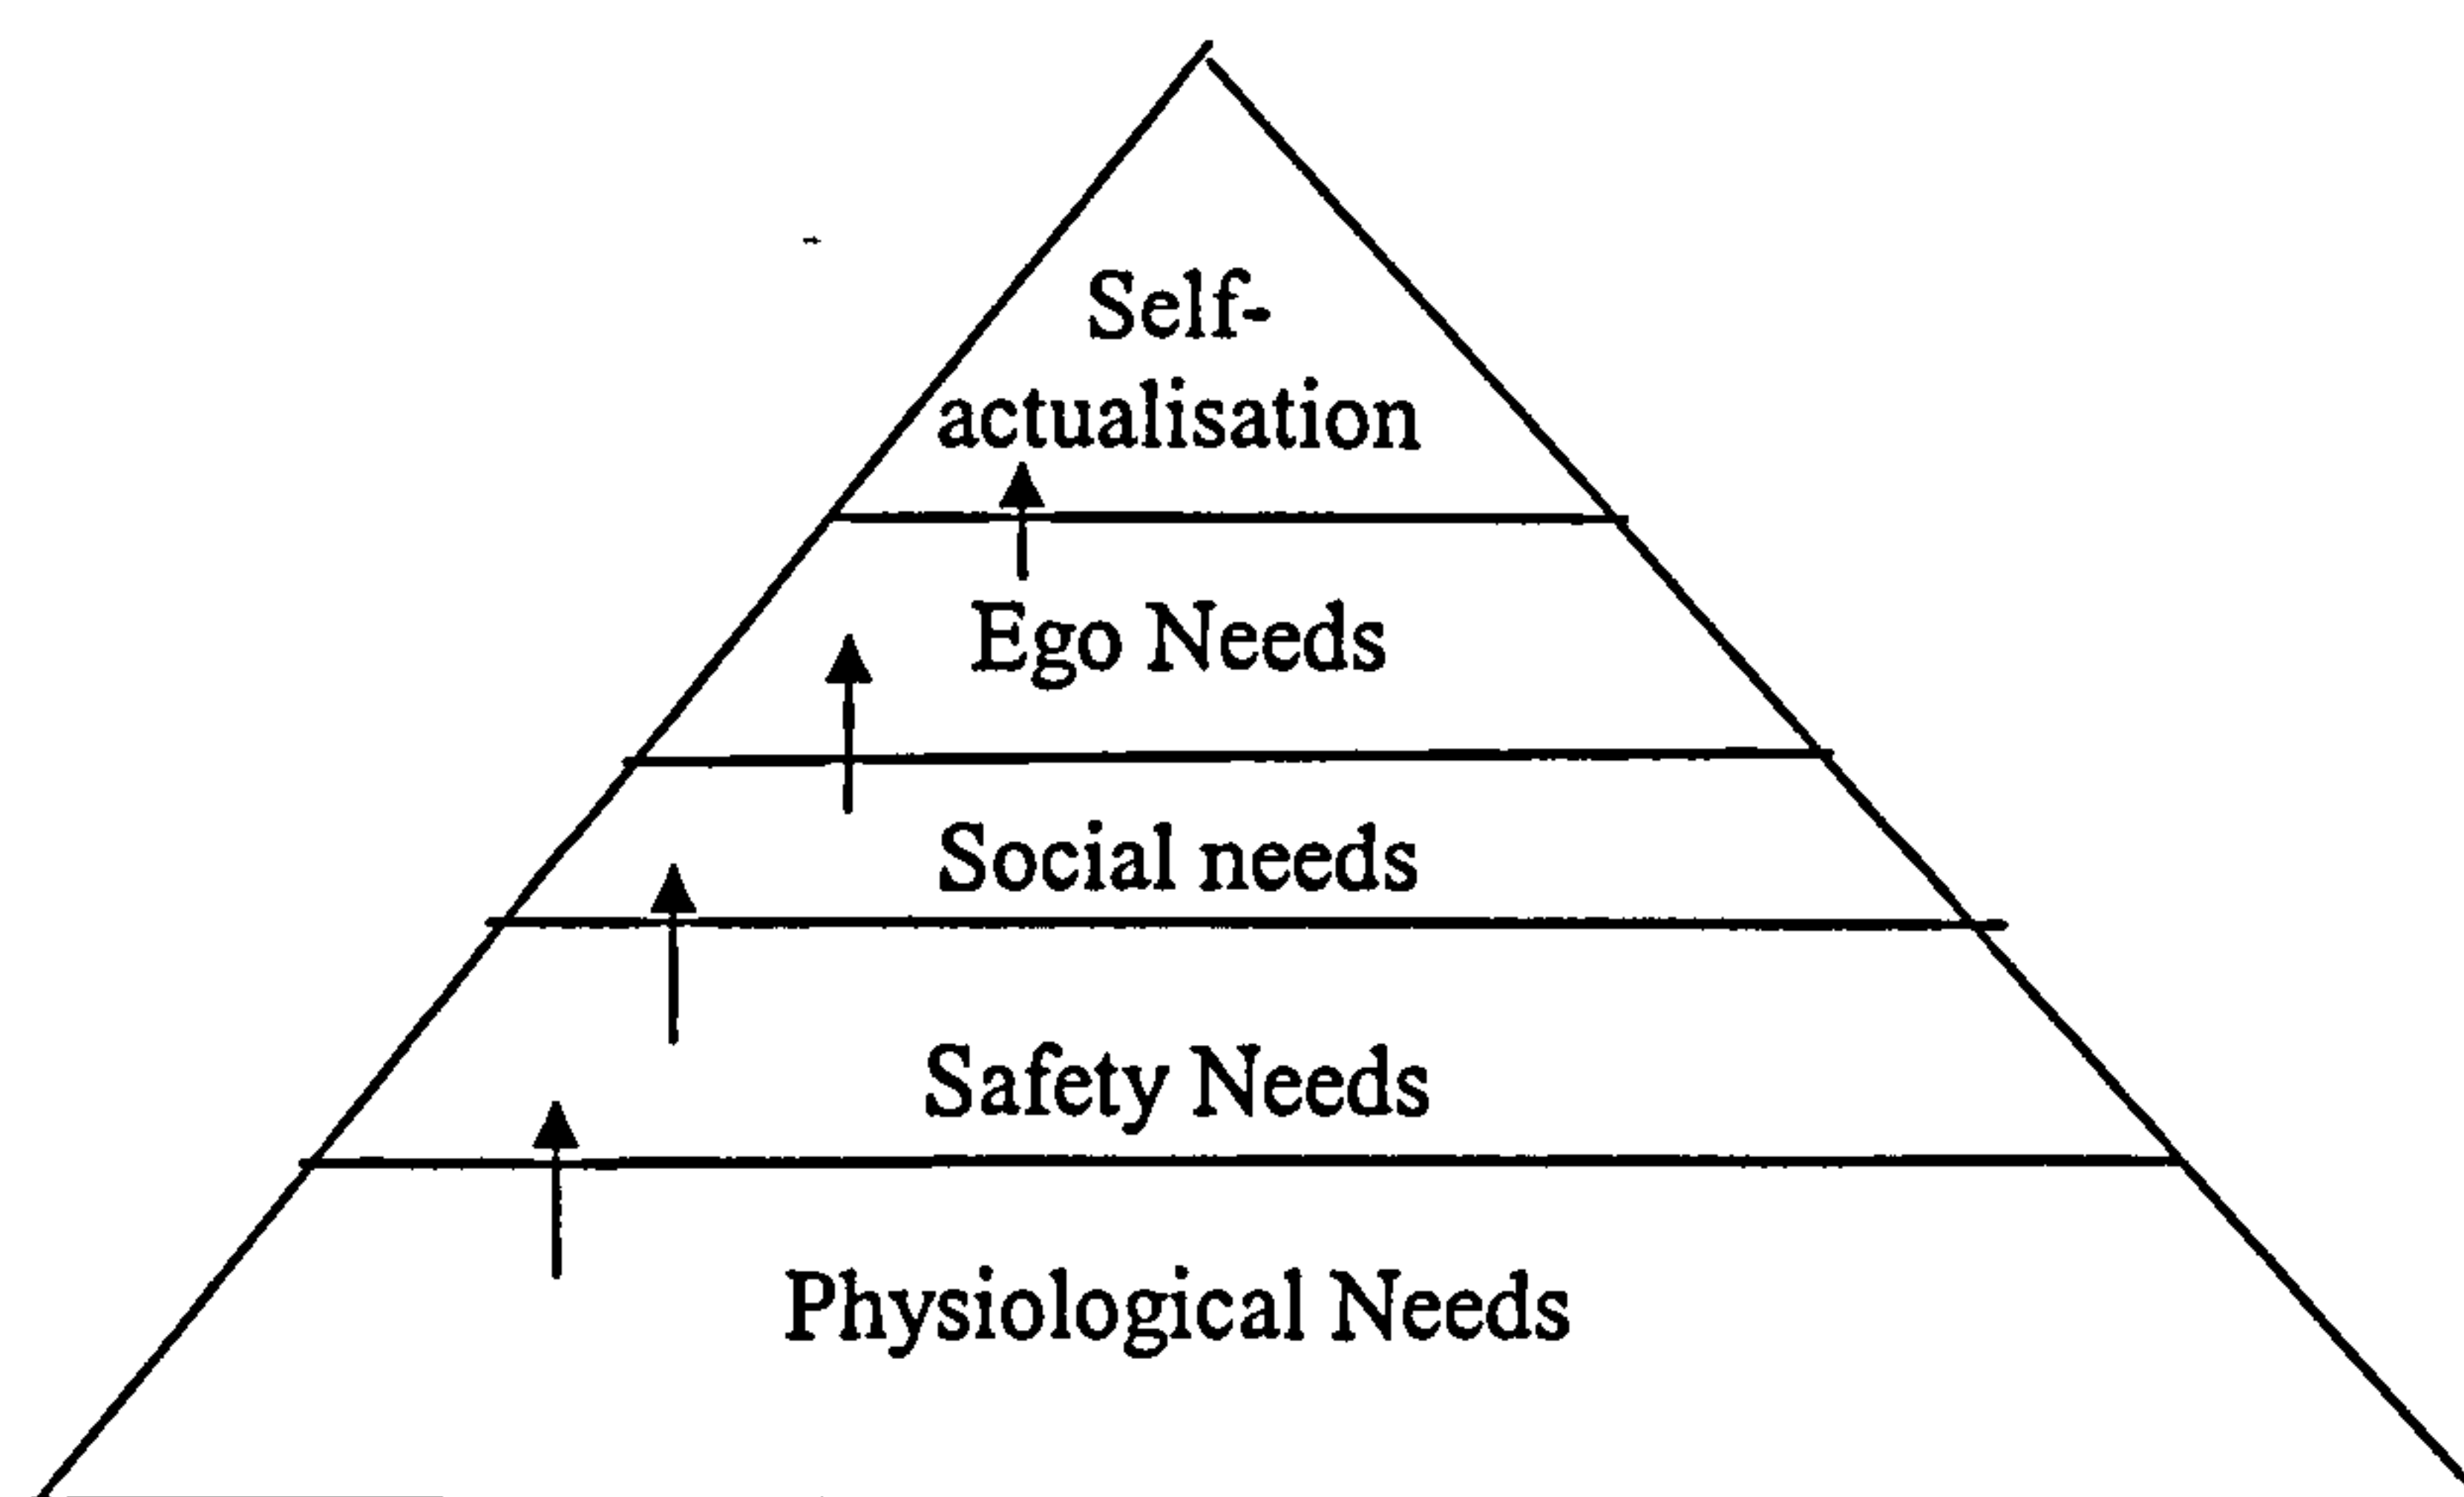 Self-
actualisation
Ego Needs
Social needs
Safety Needs
Physiological Needs